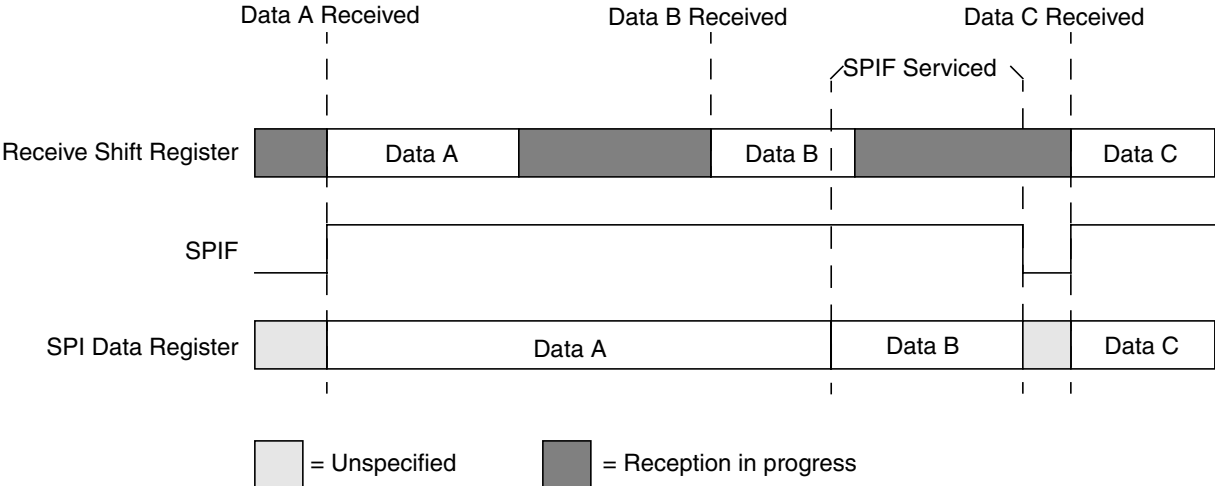 Data A Received
Data B Received
Data C Received
SPIF Serviced
Receive Shift Register
Data A
Data B
Data C
SPIF
SPI Data Register
Data A
Data B
Data C
= Unspecified
= Reception in progress